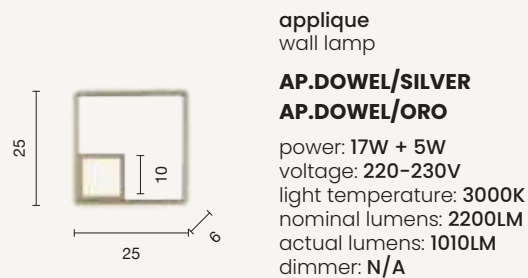 applique
wall lamp
AP.DOWEL/SILVER
AP.DOWEL/ORO
power: 17W + 5W
voltage: 220-230V
light temperature: 3000K
nominal lumens: 2200LM
actual lumens: 1010LM
dimmer: N/A
25
10
25
6